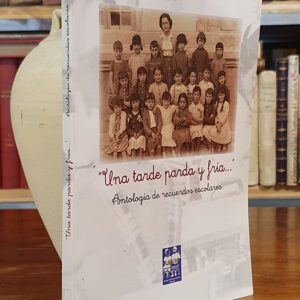 "Una tarde parda y fría..."
Antología de recuerdos escolares
"Una tarde parda y fría..." Antología de recuerdos escolares